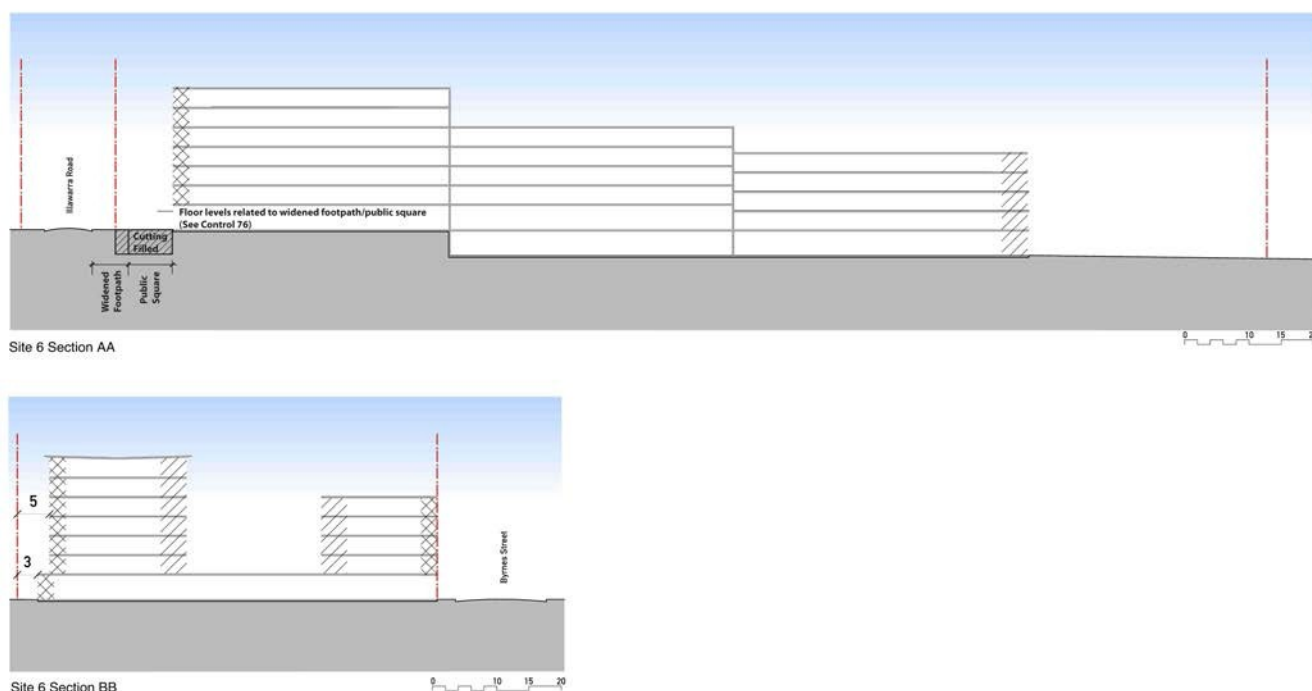 Illawarra Road
Floor levels related to widened footpath/public square
(See Control 76)
Cutting
Filled
Widened
Footpath
Public
Square
Site 6 Section AA
0 10 15 2
5
3
Byrnes Street
Site 6 Section BB
0 10 15 20